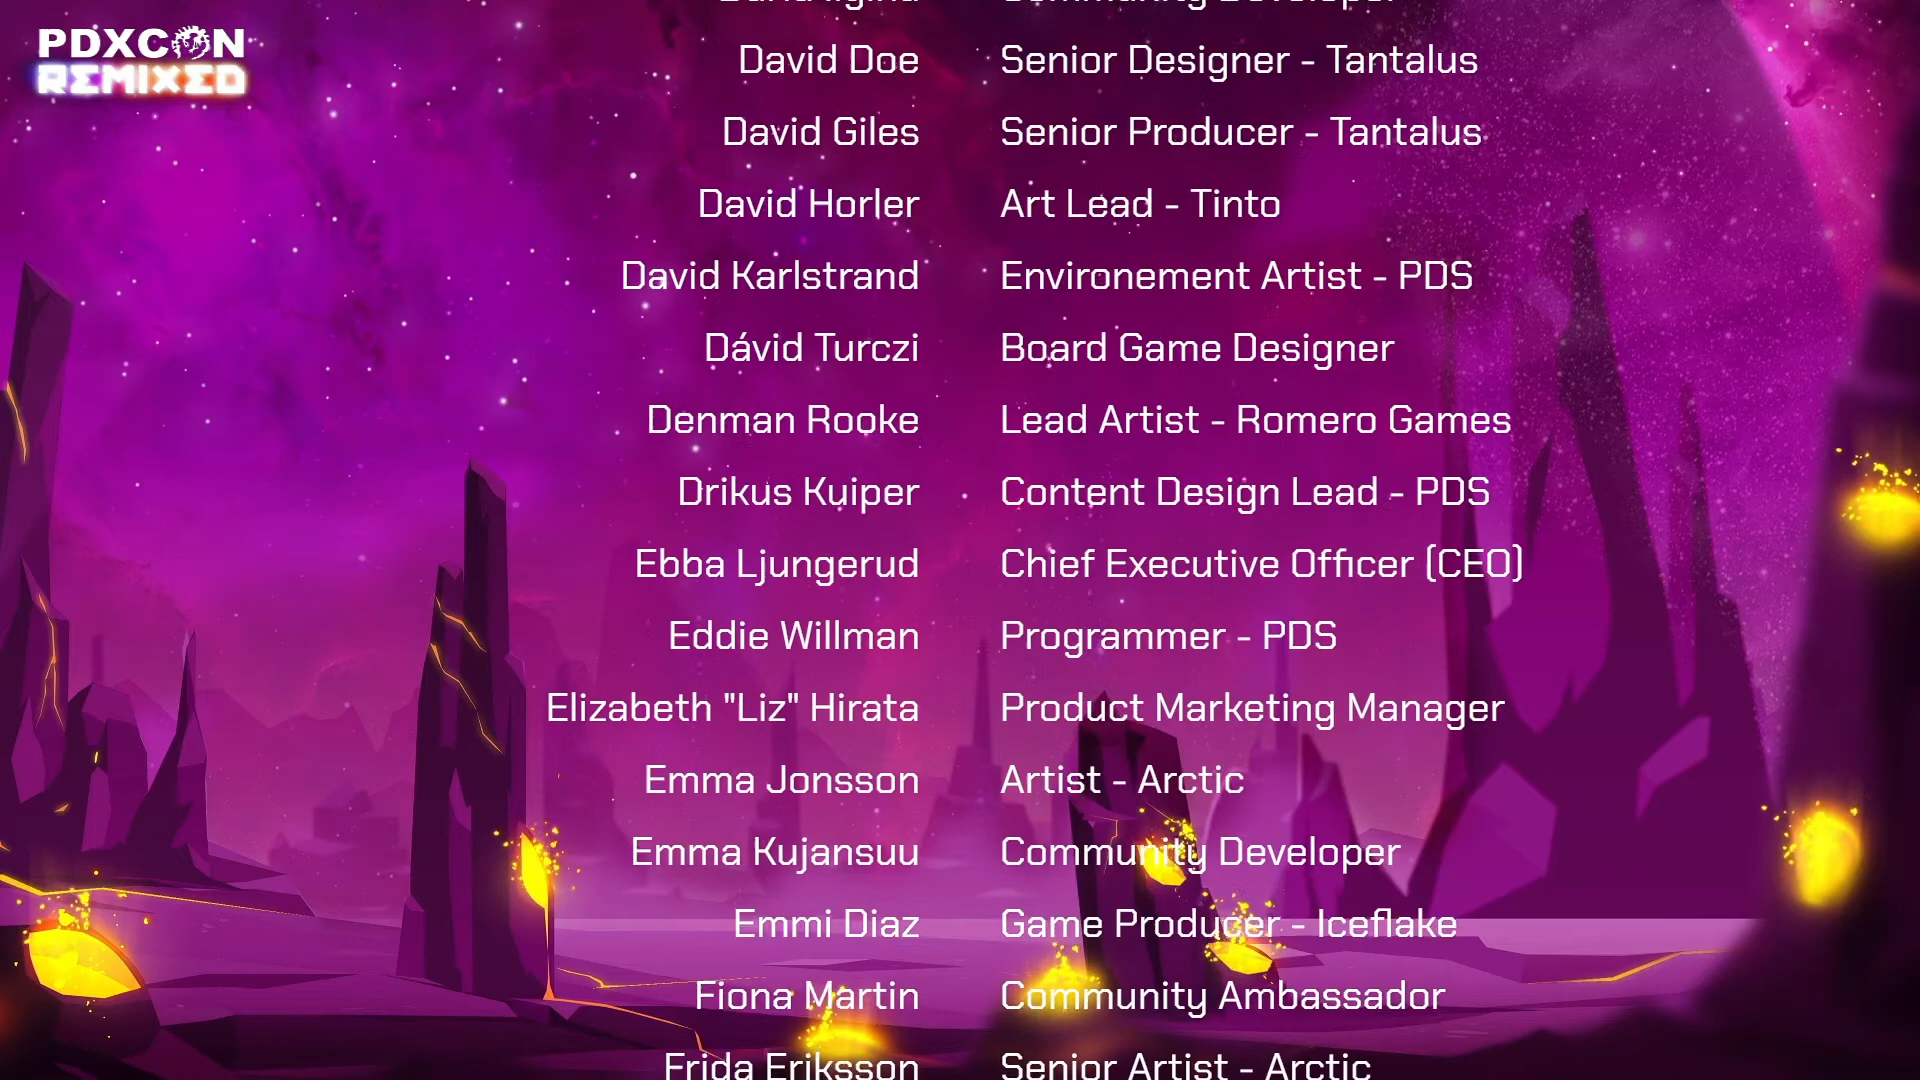 PDXCON
REMIXED
Community Developer
David Doe Senior Designer - Tantalus
David Giles Senior Producer - Tantalus
David Horler Art Lead - Tinto
David Karlstrand Environement Artist - PDS
Dávid Turczi Board Game Designer
Denman Rooke Lead Artist - Romero Games
Drikus Kuiper Content Design Lead - PDS
Ebba Ljungerud Chief Executive Officer (CEO)
Eddie Willman Programmer - PDS
Elizabeth "Liz" Hirata Product Marketing Manager
Emma Jonsson Artist - Arctic
Emma Kujansuu Community Developer
Emmi Diaz Game Producer - Iceflake
Fiona Martin Community Ambassador
Frida Eriksson Senior Artist - Arctic